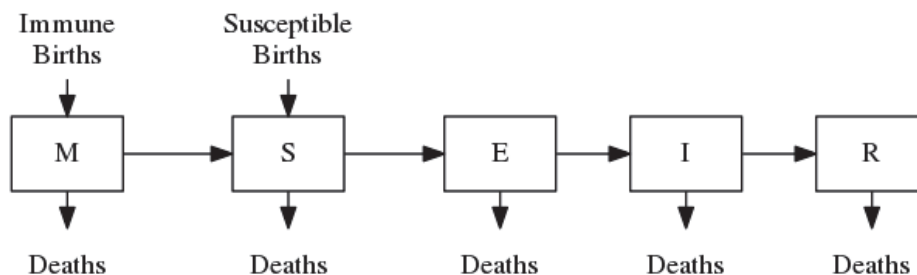 Immune
Births
Susceptible
Births
M
S
E
I
R
Deaths
Deaths
Deaths
Deaths
Deaths